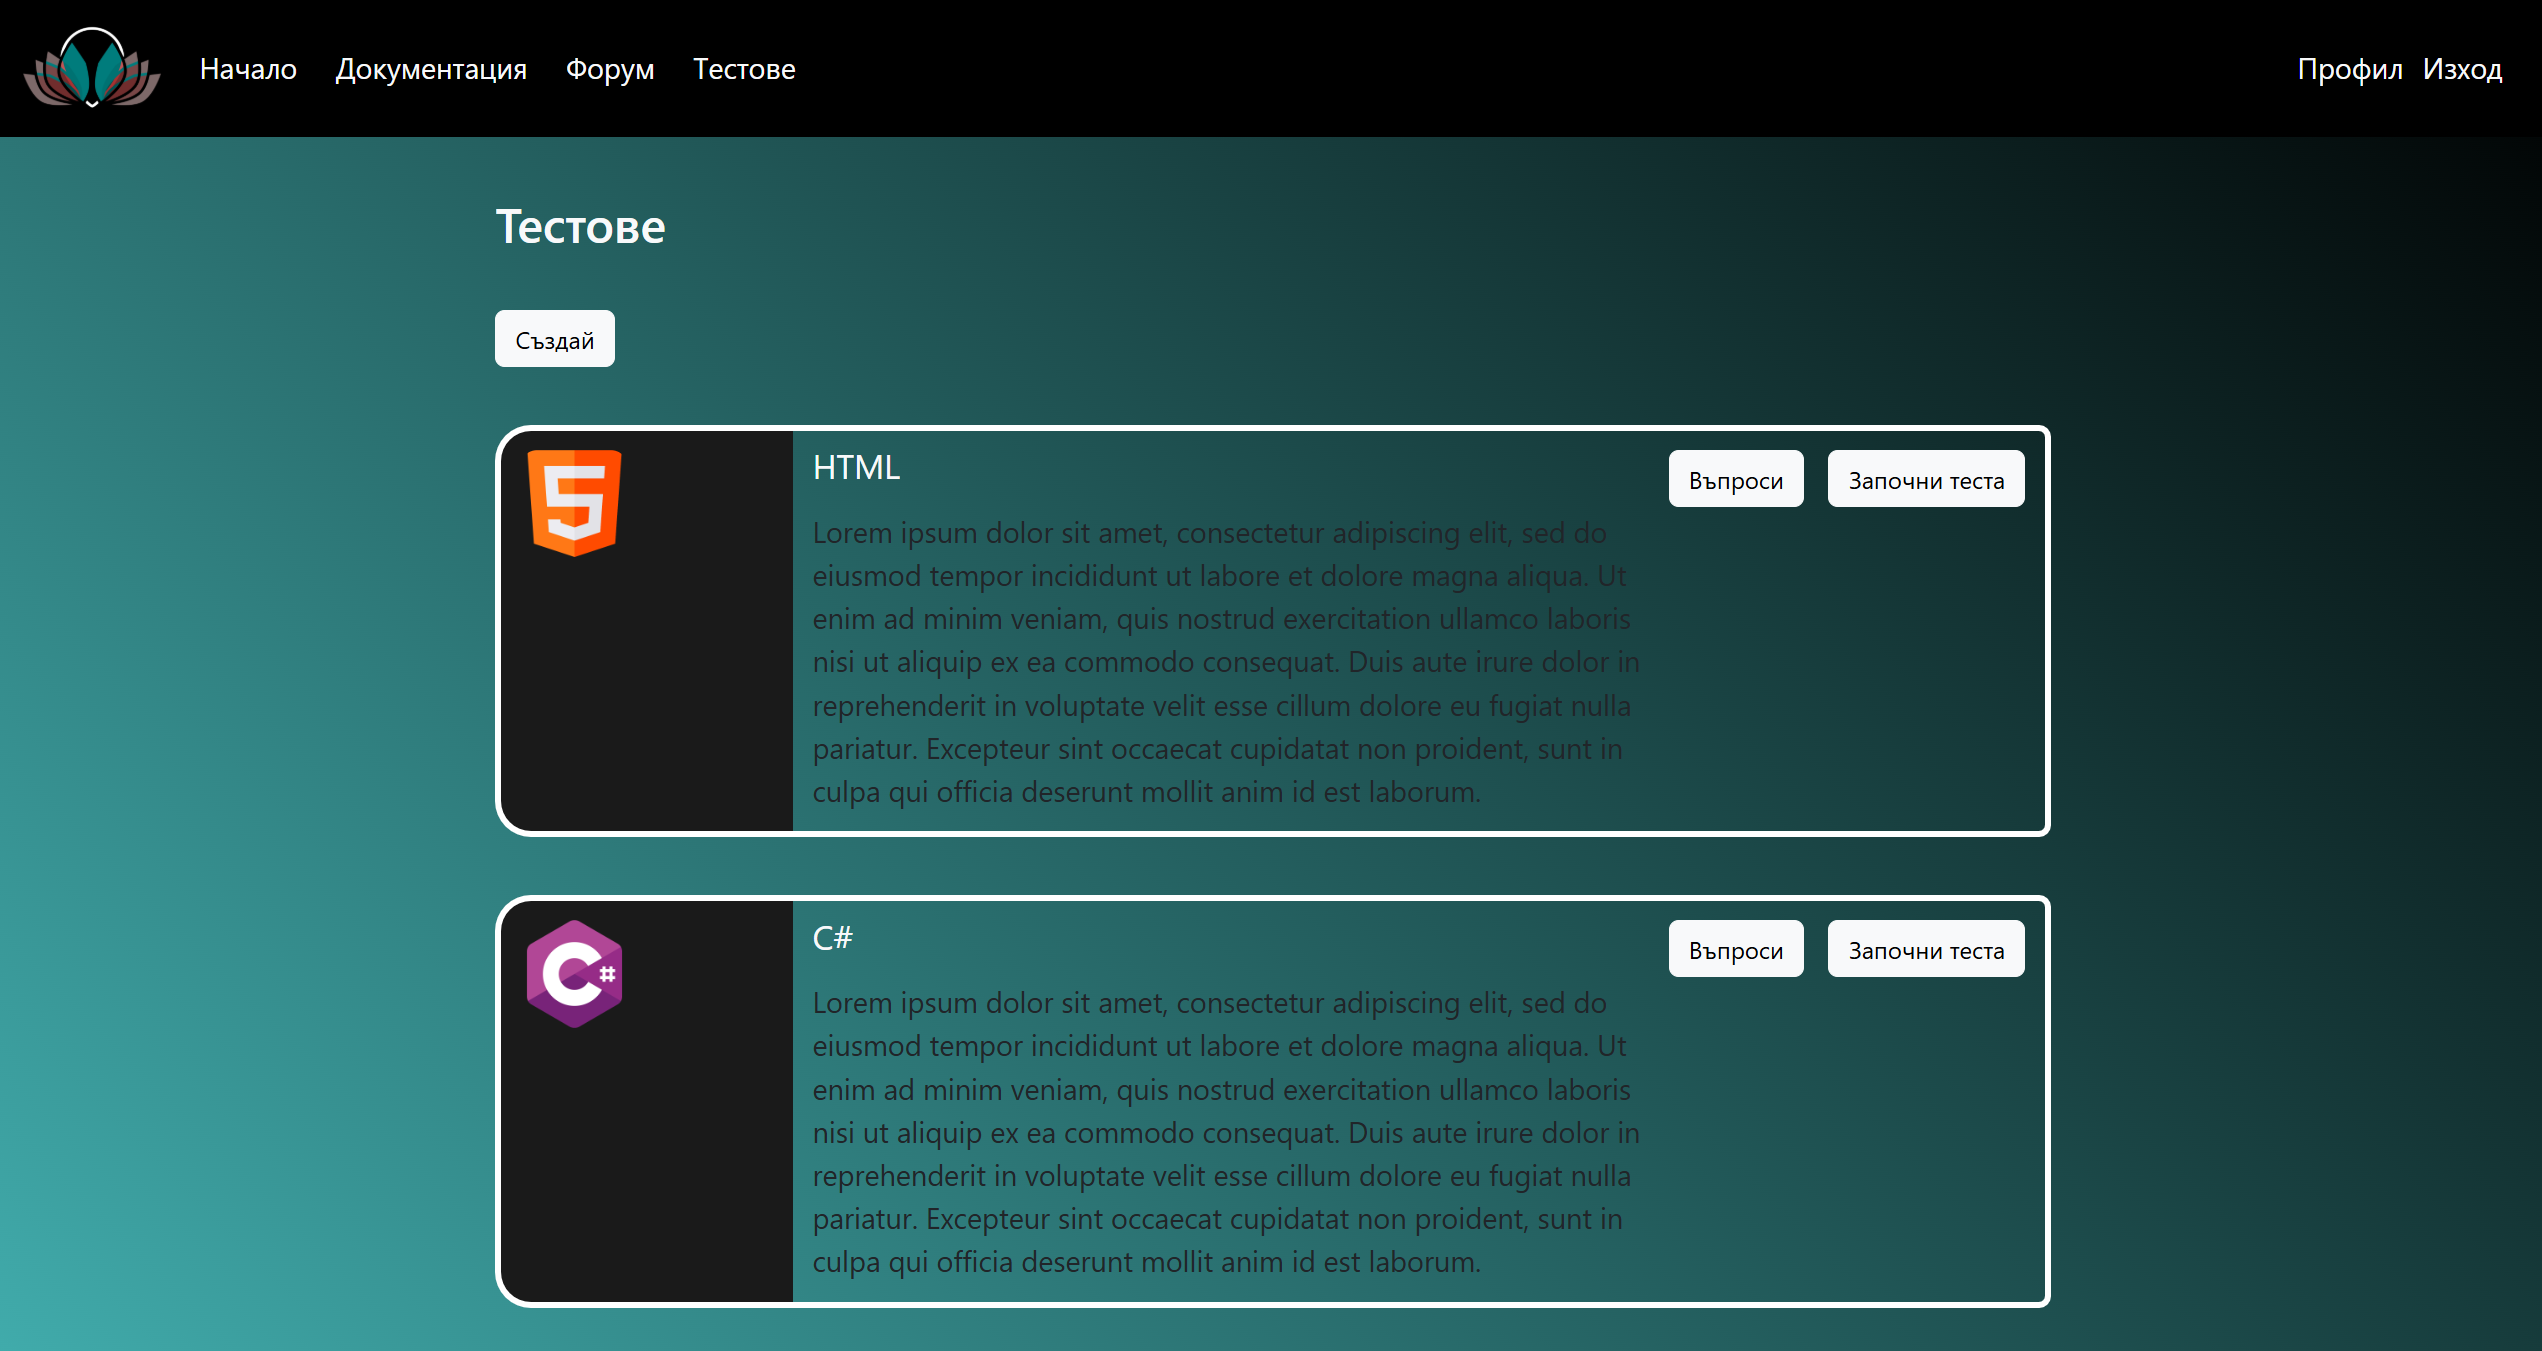 Начало Документация Форум Тестове Профил Изход
Тестове
Създай
HTML
Въпроси Започни теста
Lorem ipsum dolor sit amet, consectetur adipiscing elit, sed do
eiusmod tempor incididunt ut labore et dolore magna aliqua. Ut
enim ad minim veniam, quis nostrud exercitation ullamco laboris
nisi ut aliquip ex ea commodo consequat. Duis aute irure dolor in
reprehenderit in voluptate velit esse cillum dolore eu fugiat nulla
pariatur. Excepteur sint occaecat cupidatat non proident, sunt in
culpa qui officia deserunt mollit anim id est laborum.
C#
C#
Въпроси Започни теста
Lorem ipsum dolor sit amet, consectetur adipiscing elit, sed do
eiusmod tempor incididunt ut labore et dolore magna aliqua. Ut
enim ad minim veniam, quis nostrud exercitation ullamco laboris
nisi ut aliquip ex ea commodo consequat. Duis aute irure dolor in
reprehenderit in voluptate velit esse cillum dolore eu fugiat nulla
pariatur. Excepteur sint occaecat cupidatat non proident, sunt in
culpa qui officia deserunt mollit anim id est laborum.